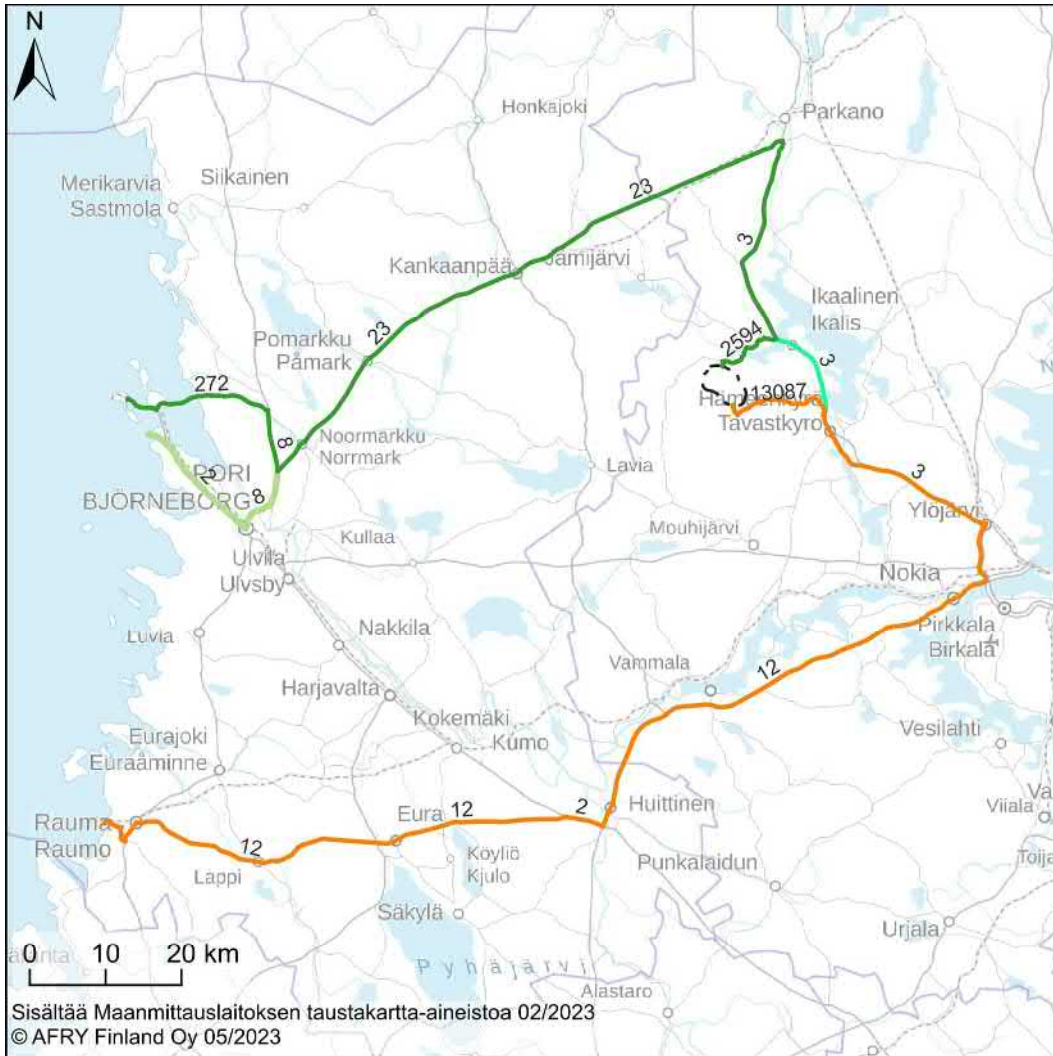 N
Parkano
Honkajoki
Merikarvia
Sastmola
Siikainen
23
Kankaanpää
Jämijärvi
3
Ikaalinen
Ikalis
Pomarkku
Påmark
23
2594
3
272
13087
Hämeenkyrö
Tavastkyro
8
Noormarkku
Norrmark
PORI
BJÖRNEBORG
2
8
Lavia
3
Ylöjärvi
Kullaa
Mouhijärvi
Ulvila
Ulvsby
Nokia
Pirkkala
Birkala
Luvia
Nakkila
Vammala
12
Harjavalta
Kokemäki
Kumo
Vesilahti
Eurajoki
Euraåminne
Va
Viiala
Rauma
Raumo
12
Eura
12
2
Huittinen
Toija
Lappi
Köyliö
Kjulo
Punkalaidun
Säkylä
Urjala
0 10 20 km
Pyhäjärvi
Alastaro
Sisältää Maanmittauslaitoksen taustakartta-aineistoa 02/2023
© AFRY Finland Oy 05/2023